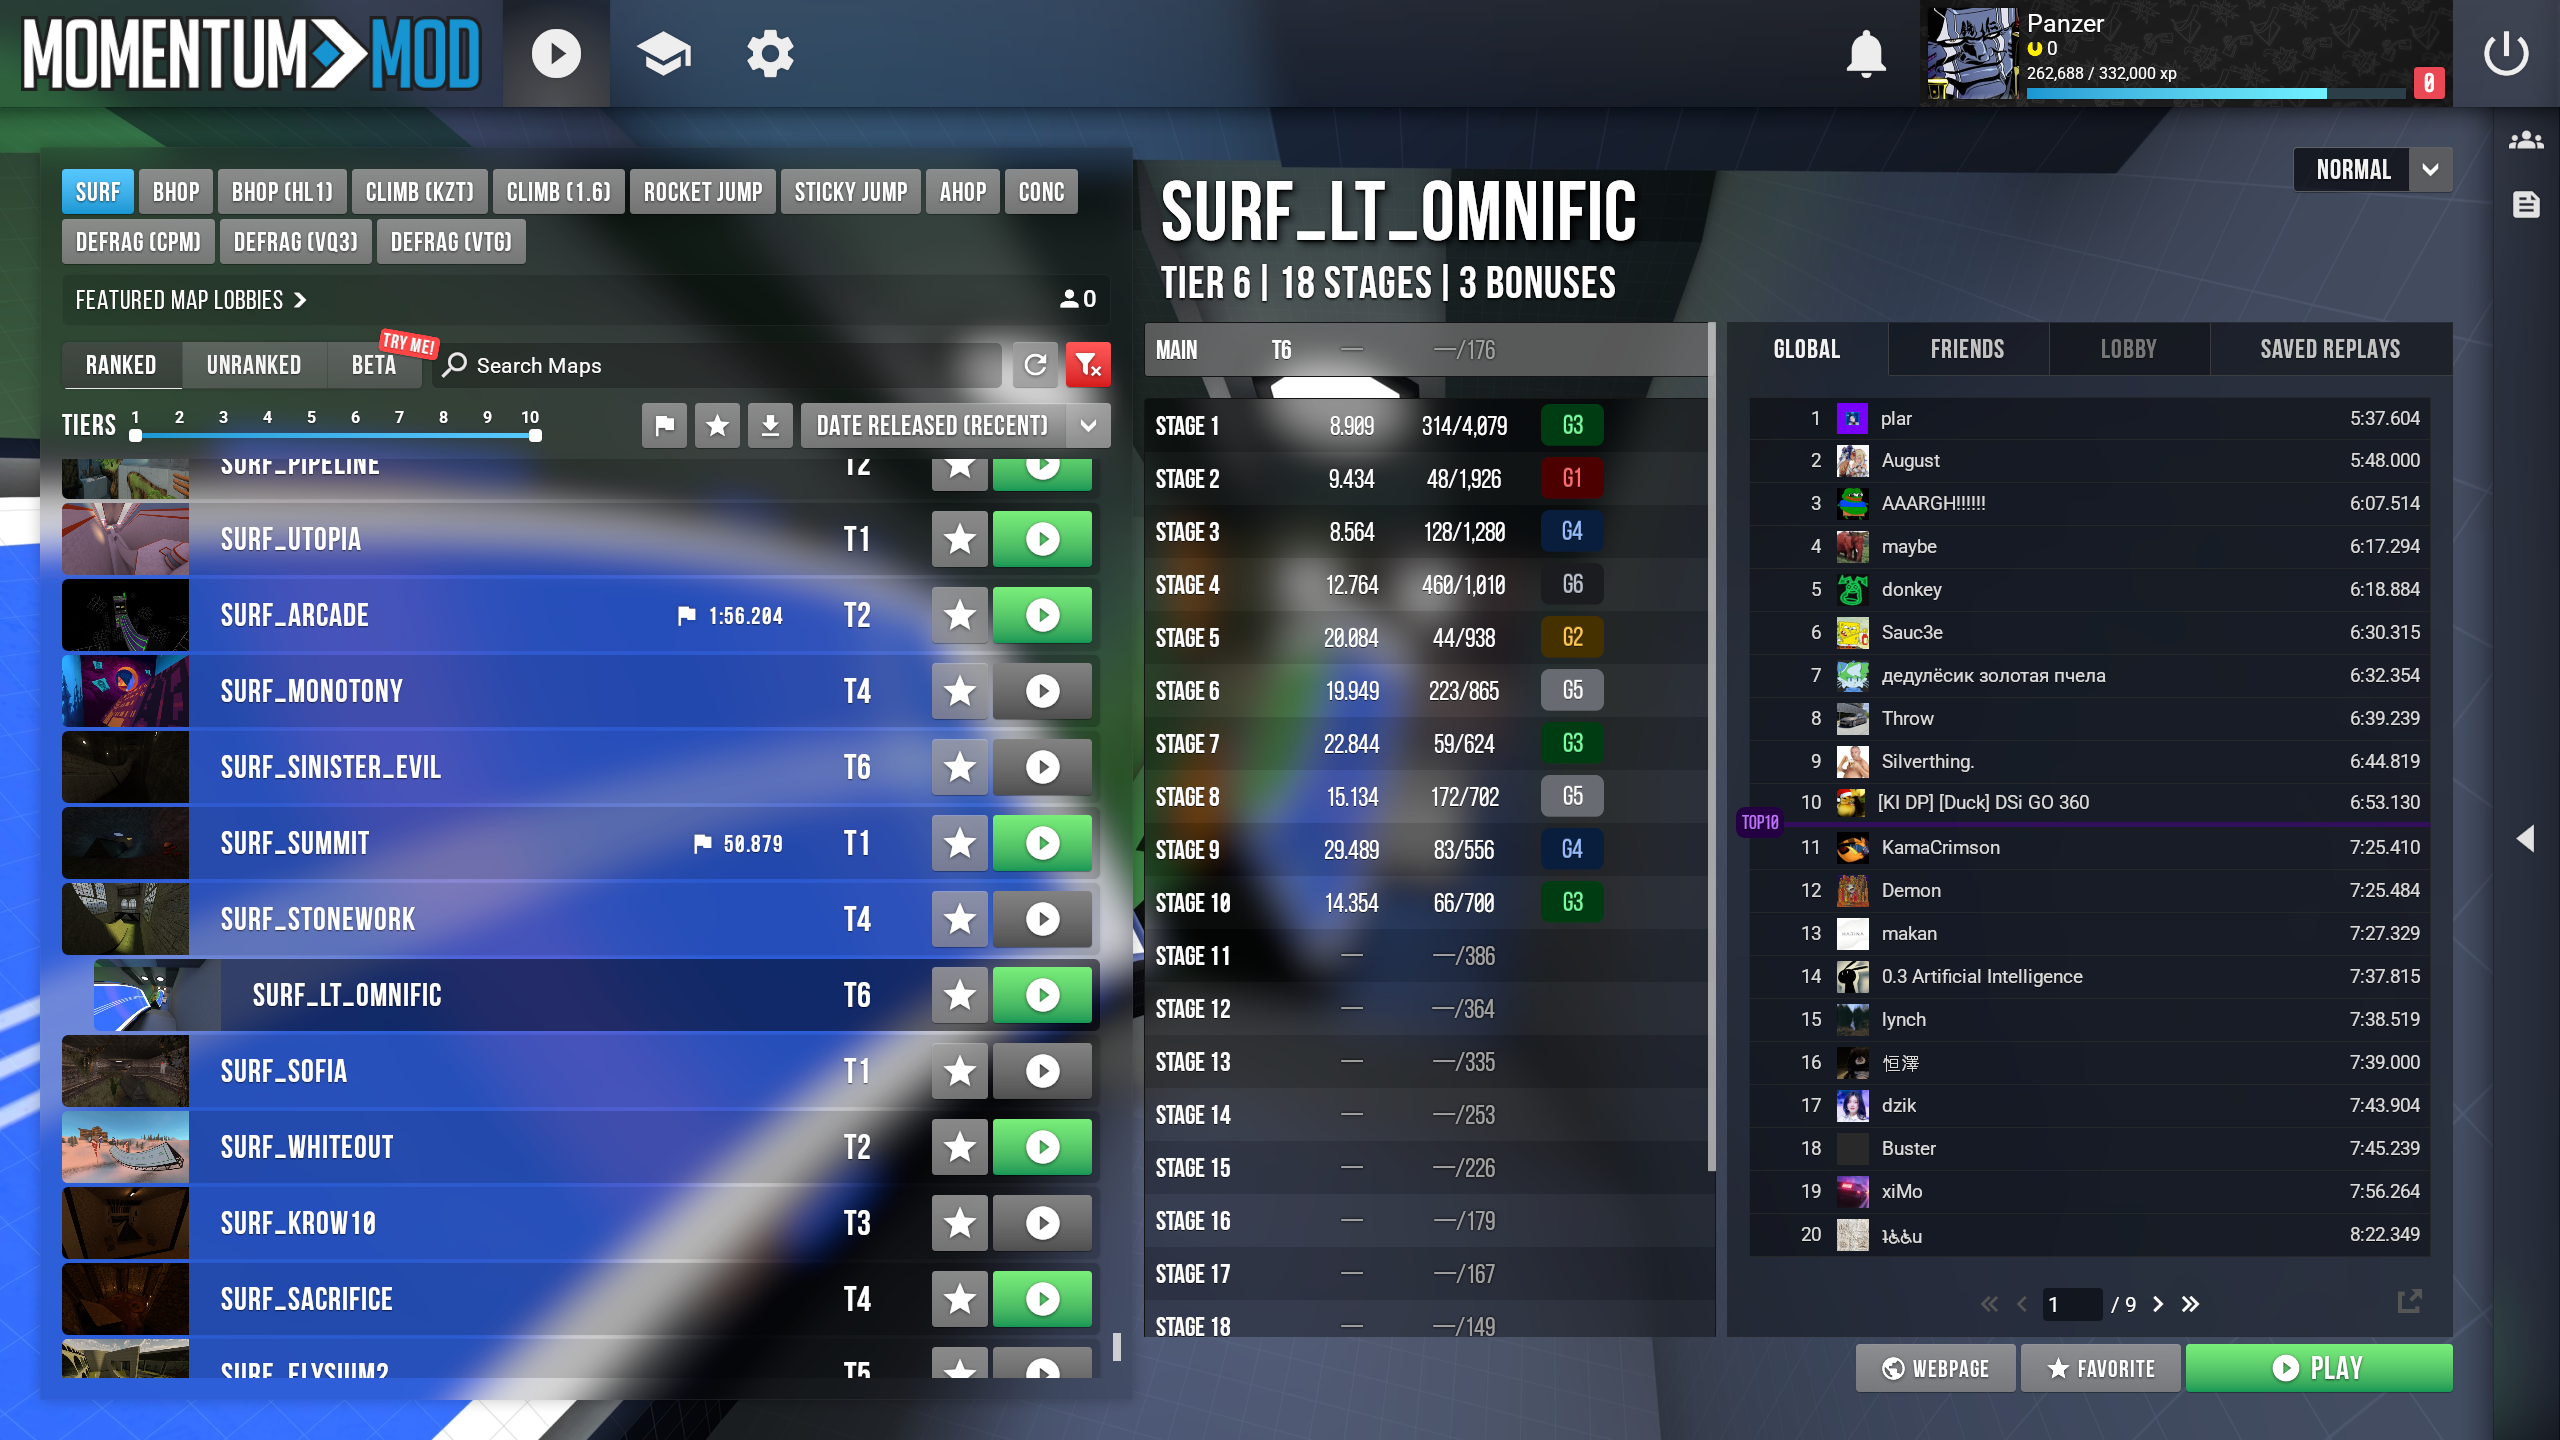 MOMENTUM MOD
Panzer
0
262,688 / 332,000 xp
0
SURF BHOP BHOP (HL1) CLIMB (KZT) CLIMB (1.6) ROCKET JUMP STICKY JUMP AHOP CONC
DEFRAG (CPM) DEFRAG (VQ3) DEFRAG (VTG)
FEATURED MAP LOBBIES 0
RANKED UNRANKED BETA TRY ME! Search Maps
TIERS 1 2 3 4 5 6 7 8 9 10 DATE RELEASED (RECENT)
SURF_PIPELINE T2
SURF_UTOPIA T1
SURF_ARCADE 1:56.204 T2
SURF_MONOTONY T4
SURF_SINISTER_EVIL T6
SURF_SUMMIT 50.879 T1
SURF_STONEWORK T4
SURF_LT_OMNIFIC T6
SURF_SOFIA T1
SURF_WHITEOUT T2
SURF_KROW10 T3
SURF_SACRIFICE T4
SURF_ELYSIUM2 T5
SURF_LT_OMNIFIC
TIER 6 | 18 STAGES | 3 BONUSES
NORMAL
MAIN T6 — —/176
STAGE 1 8.909 314/4,079 G3
STAGE 2 9.434 48/1,926 G1
STAGE 3 8.564 128/1,280 G4
STAGE 4 12.764 460/1,010 G6
STAGE 5 20.084 44/938 G2
STAGE 6 19.949 223/865 G5
STAGE 7 22.844 59/624 G3
STAGE 8 15.134 172/702 G5
STAGE 9 29.489 83/556 G4
STAGE 10 14.354 66/700 G3
STAGE 11 — —/386
STAGE 12 — —/364
STAGE 13 — —/335
STAGE 14 — —/253
STAGE 15 — —/226
STAGE 16 — —/179
STAGE 17 — —/167
STAGE 18 — —/149
GLOBAL FRIENDS LOBBY SAVED REPLAYS
1 plar 5:37.604
2 August 5:48.000
3 AAARGH!!!!!! 6:07.514
4 maybe 6:17.294
5 donkey 6:18.884
6 Sauc3e 6:30.315
7 дедулёсик золотая пчела 6:32.354
8 Throw 6:39.239
9 Silverthing. 6:44.819
10 [KI DP] [Duck] DSi GO 360 6:53.130
TOP10
11 KamaCrimson 7:25.410
12 Demon 7:25.484
13 makan 7:27.329
14 0.3 Artificial Intelligence 7:37.815
15 lynch 7:38.519
16 恒澤 7:39.000
17 dzik 7:43.904
18 Buster 7:45.239
19 xiMo 7:56.264
20 8:22.349
1 / 9
WEBPAGE FAVORITE PLAY